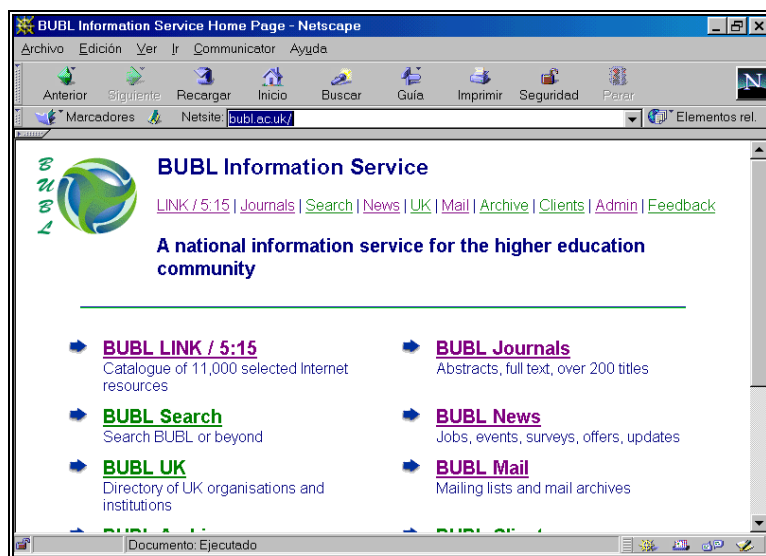 BUBL Information Service Home Page - Netscape
Archivo Edición Ver Ir Communicator Ayuda
Anterior Siguiente Recargar Inicio Buscar Guía Imprimir Seguridad Parar
N
Marcadores Netsite: bubl.ac.uk/ Elementos rel.
BUBL
BUBL Information Service
LINK / 5:15 | Journals | Search | News | UK | Mail | Archive | Clients | Admin | Feedback
A national information service for the higher education
community
BUBL LINK / 5:15
Catalogue of 11,000 selected Internet
resources
BUBL Journals
Abstracts, full text, over 200 titles
BUBL Search
Search BUBL or beyond
BUBL News
Jobs, events, surveys, offers, updates
BUBL UK
Directory of UK organisations and
institutions
BUBL Mail
Mailing lists and mail archives
Documento: Ejecutado